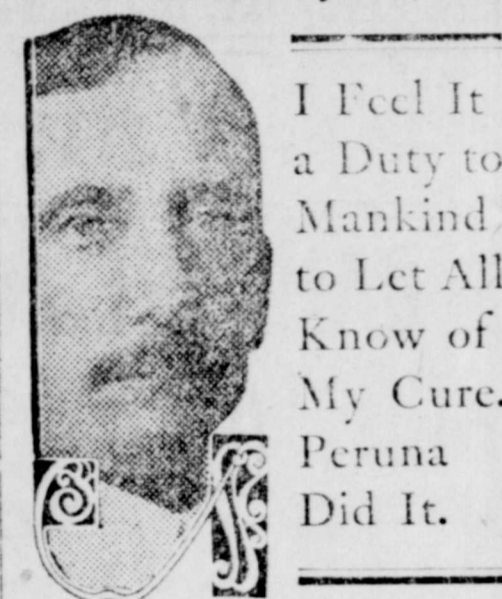 I Feel It
a Duty to
Mankind
to Let All
Know of
My Cure.
Peruna
Did It.